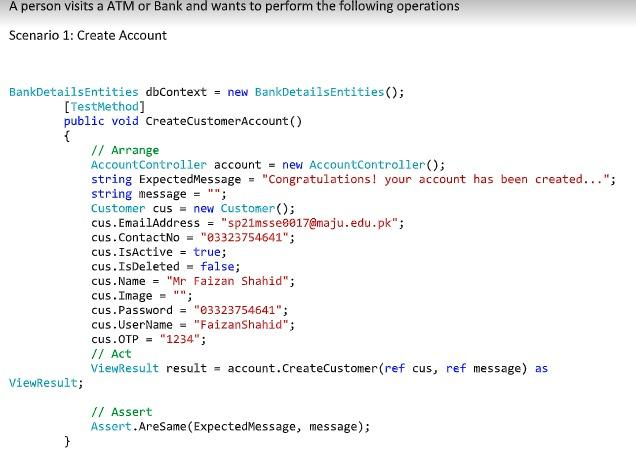 A person visits a ATM or Bank and wants to perform the following operations
Scenario 1: Create Account
BankDetailsEntities dbContext = new BankDetailsEntities();
[TestMethod]
public void CreateCustomerAccount()
{
// Arrange
AccountController account = new AccountController();
string ExpectedMessage = "Congratulations! your account has been created...";
string message = "";
Customer cus = new Customer();
cus.EmailAddress = "sp21msse0017@maju.edu.pk";
cus.ContactNo = "03323754641";
cus.IsActive = true;
cus.IsDeleted = false;
cus.Name = "Mr Faizan Shahid";
cus.Image = "";
cus.Password = "03323754641";
cus.UserName = "FaizanShahid";
cus.OTP = "1234";
// Act
ViewResult result = account.CreateCustomer(ref cus, ref message) as
ViewResult;
// Assert
Assert.AreSame(ExpectedMessage, message);
}